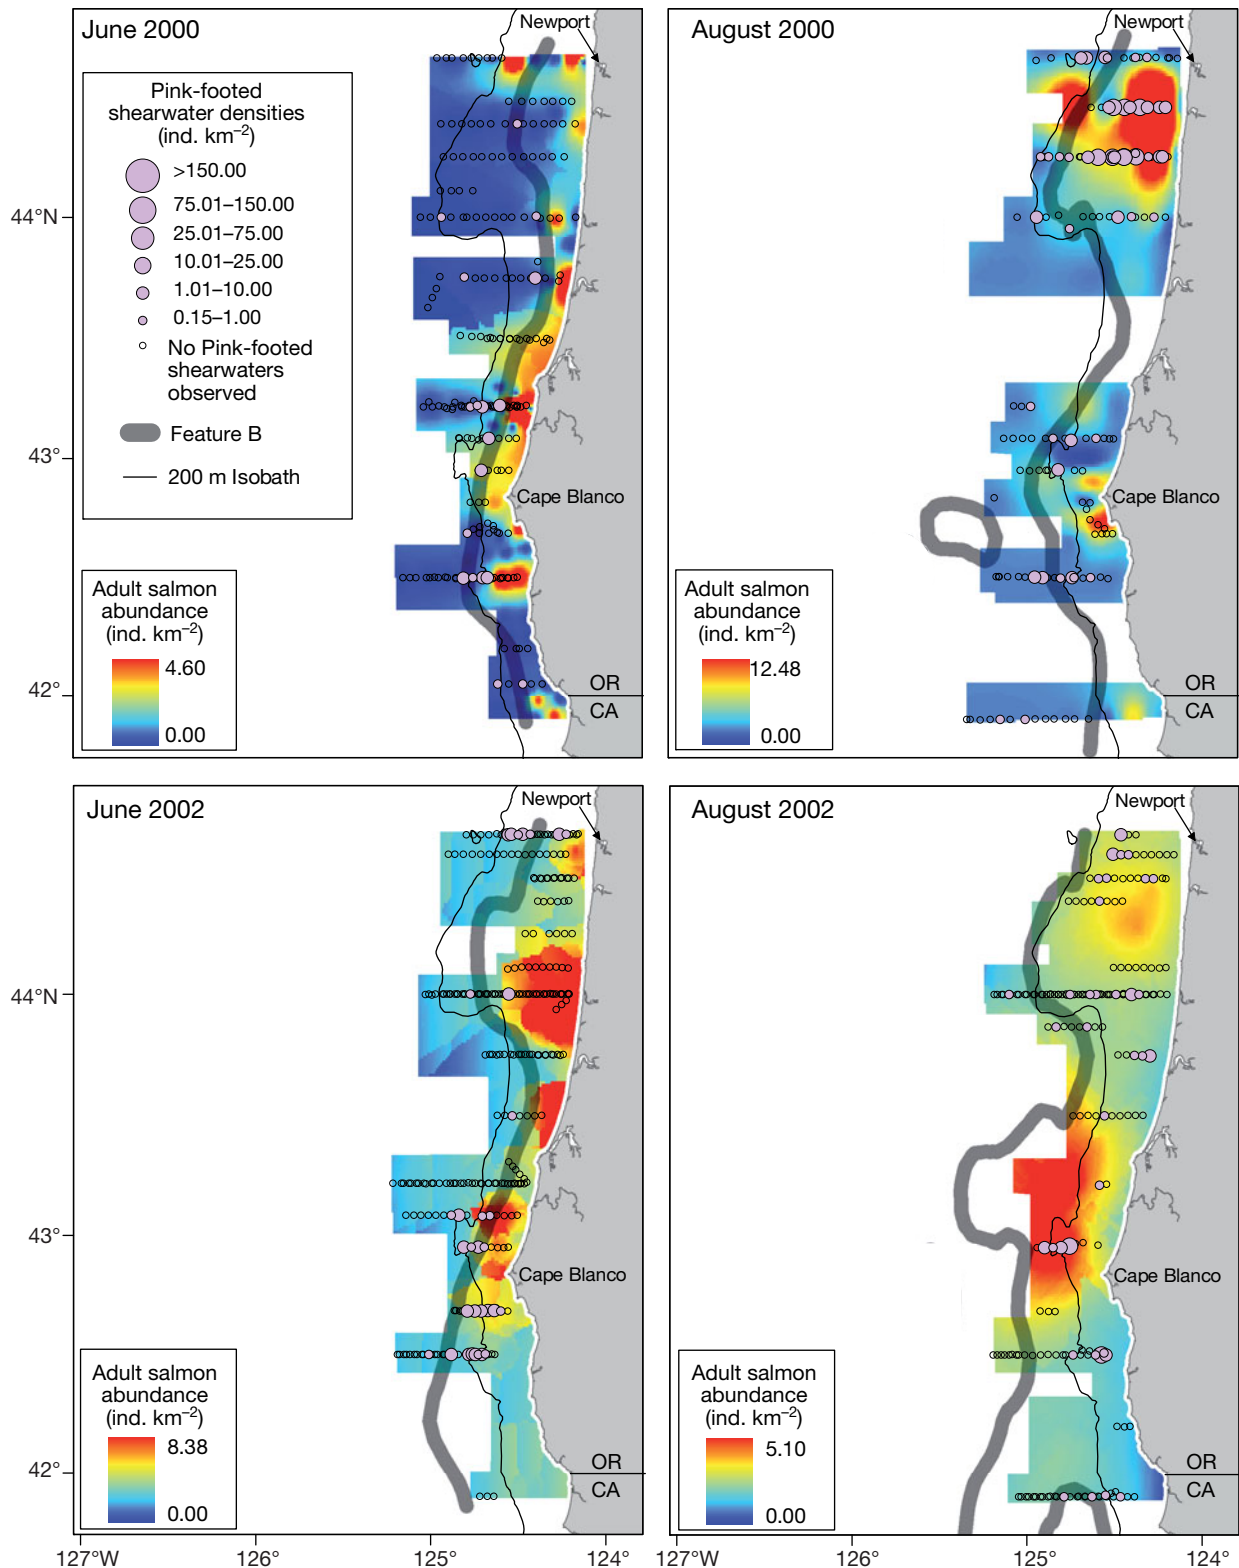 June 2000
Newport
Pink-footed
shearwater densities
(ind. km–2)
>150.00
75.01–150.00
25.01–75.00
10.01–25.00
1.01–10.00
0.15–1.00
No Pink-footed
shearwaters
observed
Feature B
200 m Isobath
44°N
43°
42°
Cape Blanco
Adult salmon
abundance
(ind. km–2)
4.60
0.00
OR
CA
August 2000
Newport
Cape Blanco
Adult salmon
abundance
(ind. km–2)
12.48
0.00
OR
CA
June 2002
Newport
44°N
43°
42°
Cape Blanco
Adult salmon
abundance
(ind. km–2)
8.38
0.00
OR
CA
127°W
126°
125°
124°
August 2002
Newport
Cape Blanco
Adult salmon
abundance
(ind. km–2)
5.10
0.00
OR
CA
127°W
126°
125°
124°